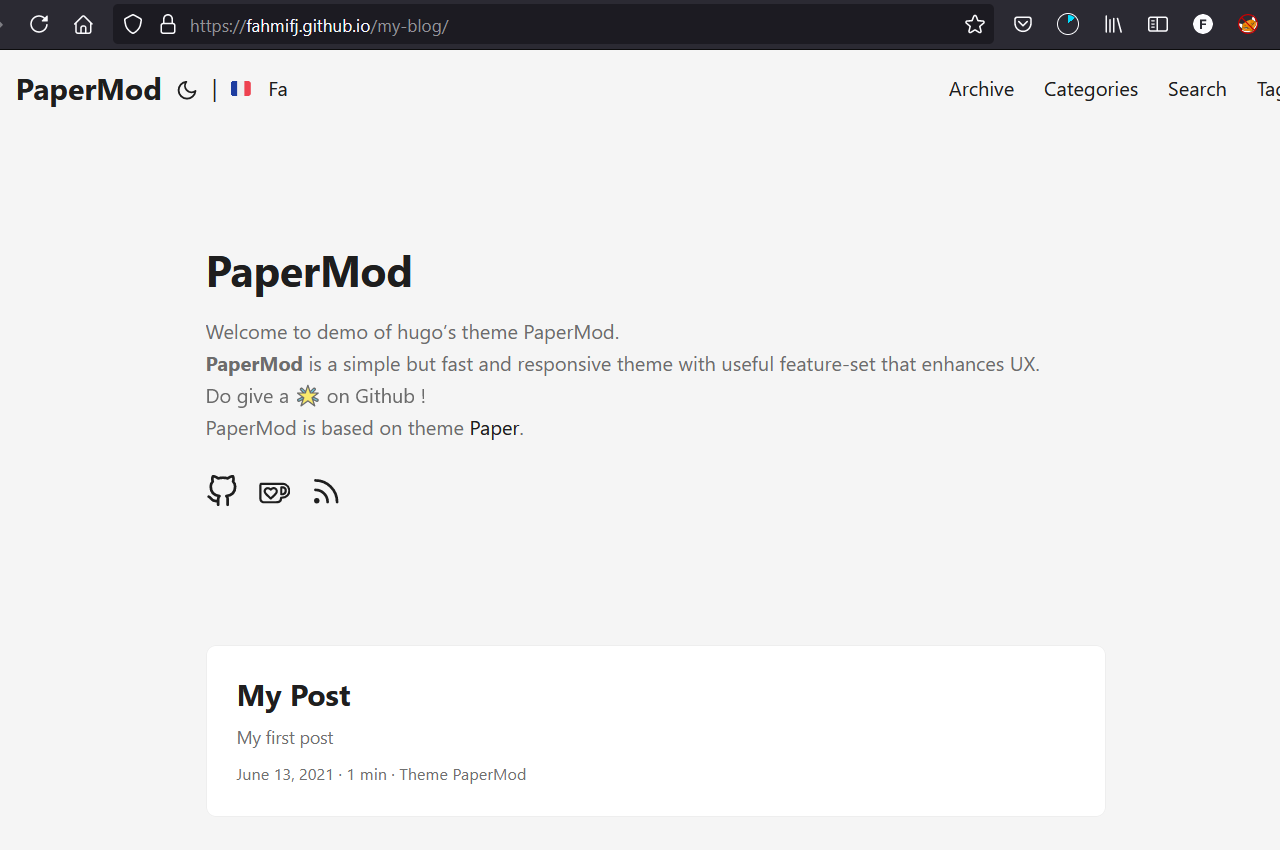 https://fahmifj.github.io/my-blog/
F
PaperMod | Fa Archive Categories Search Tag
PaperMod
Welcome to demo of hugo’s theme PaperMod.
PaperMod is a simple but fast and responsive theme with useful feature-set that enhances UX.
Do give a 🌟 on Github !
PaperMod is based on theme Paper.
My Post
My first post
June 13, 2021 · 1 min · Theme PaperMod